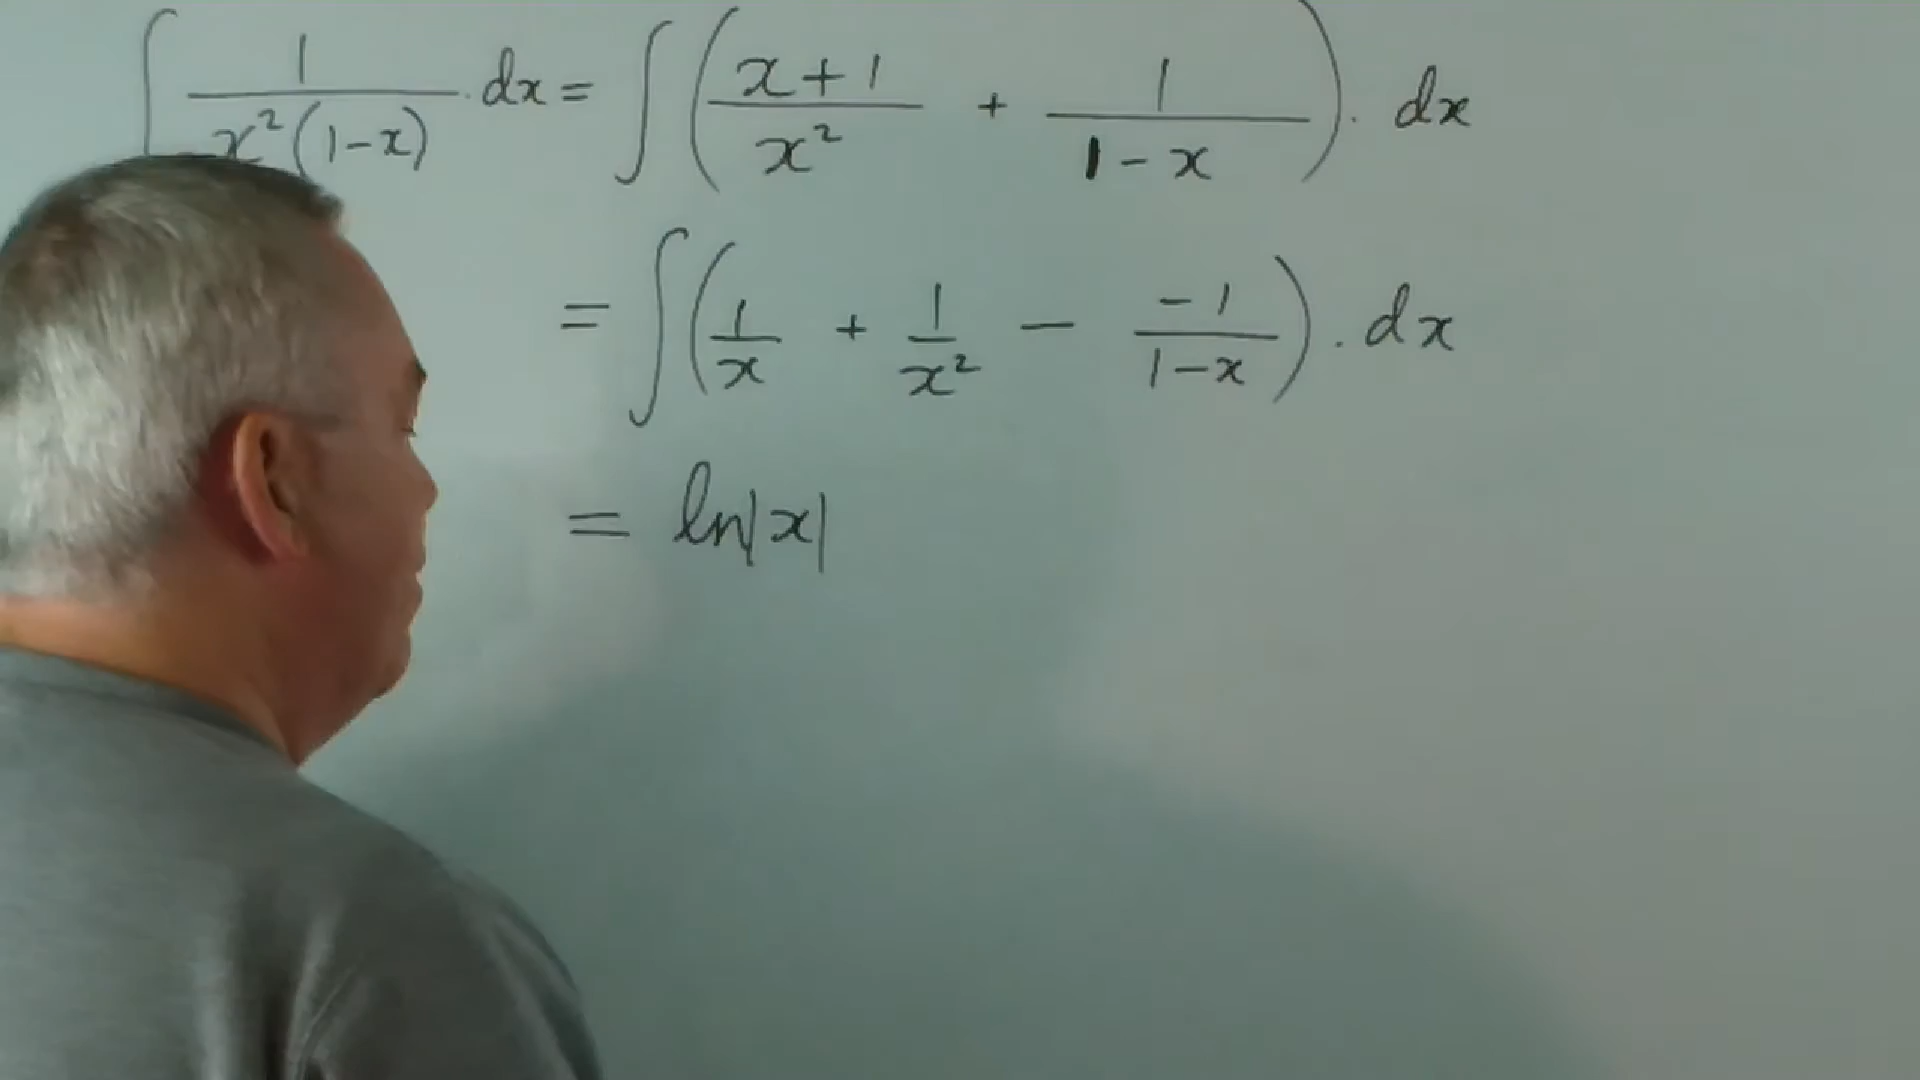 ∫ 1/(x²(1-x)) . dx = ∫ ( (x+1)/x² + 1/(1-x) ) . dx
= ∫ ( 1/x + 1/x² - (-1)/(1-x) ) . dx
= ln|x|